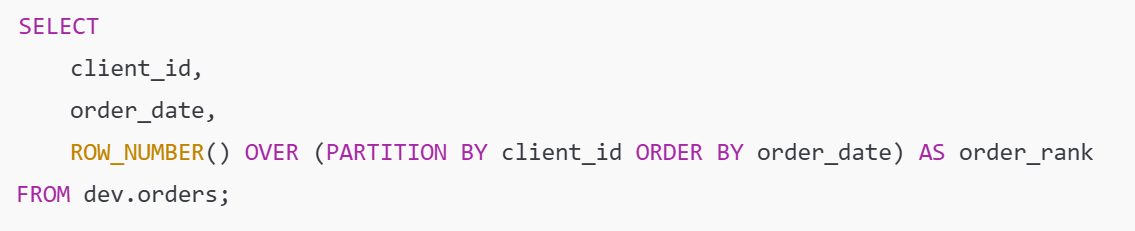 SELECT
    client_id,
    order_date,
    ROW_NUMBER() OVER (PARTITION BY client_id ORDER BY order_date) AS order_rank
FROM dev.orders;